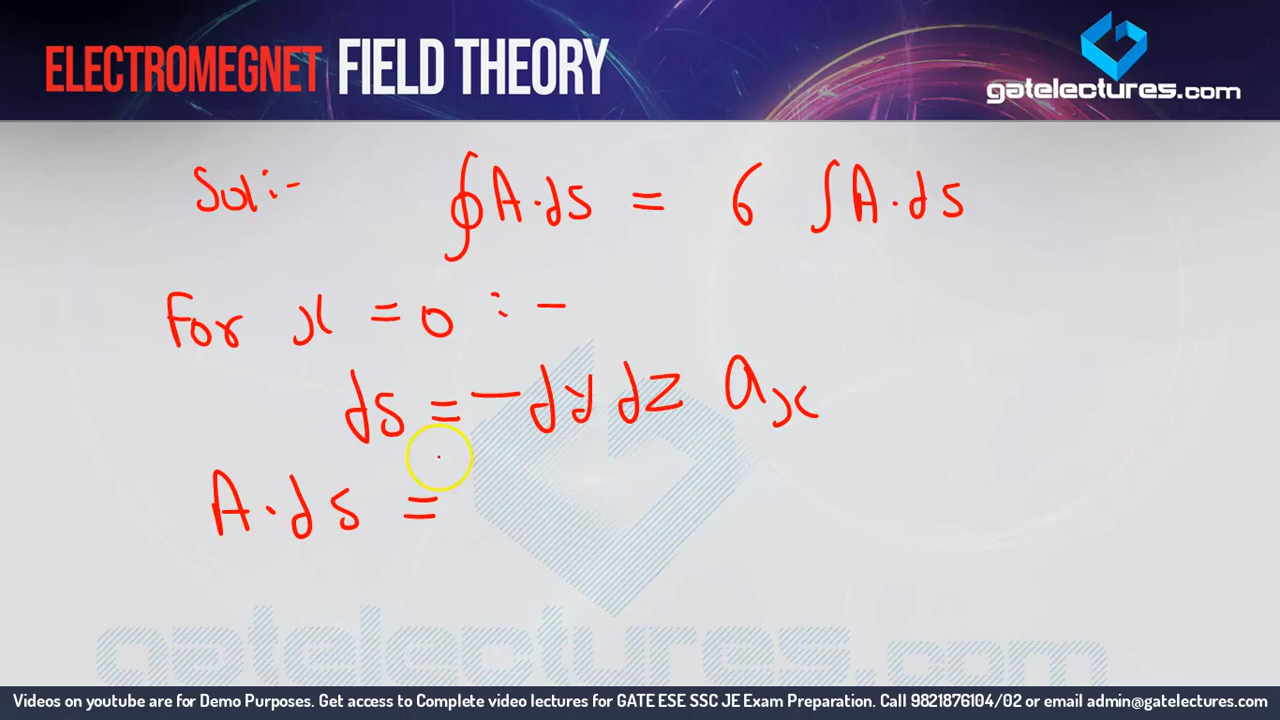 ELECTROMEGNET FIELD THEORY
gatelectures.com
Sol:-  ∮A.ds = 6 ∫A.ds
For x = 0 :-
ds = - dy dz ax
A.ds =
gatelectures.com
Videos on youtube are for Demo Purposes. Get access to Complete video lectures for GATE ESE SSC JE Exam Preparation. Call 9821876104/02 or email admin@gatelectures.com